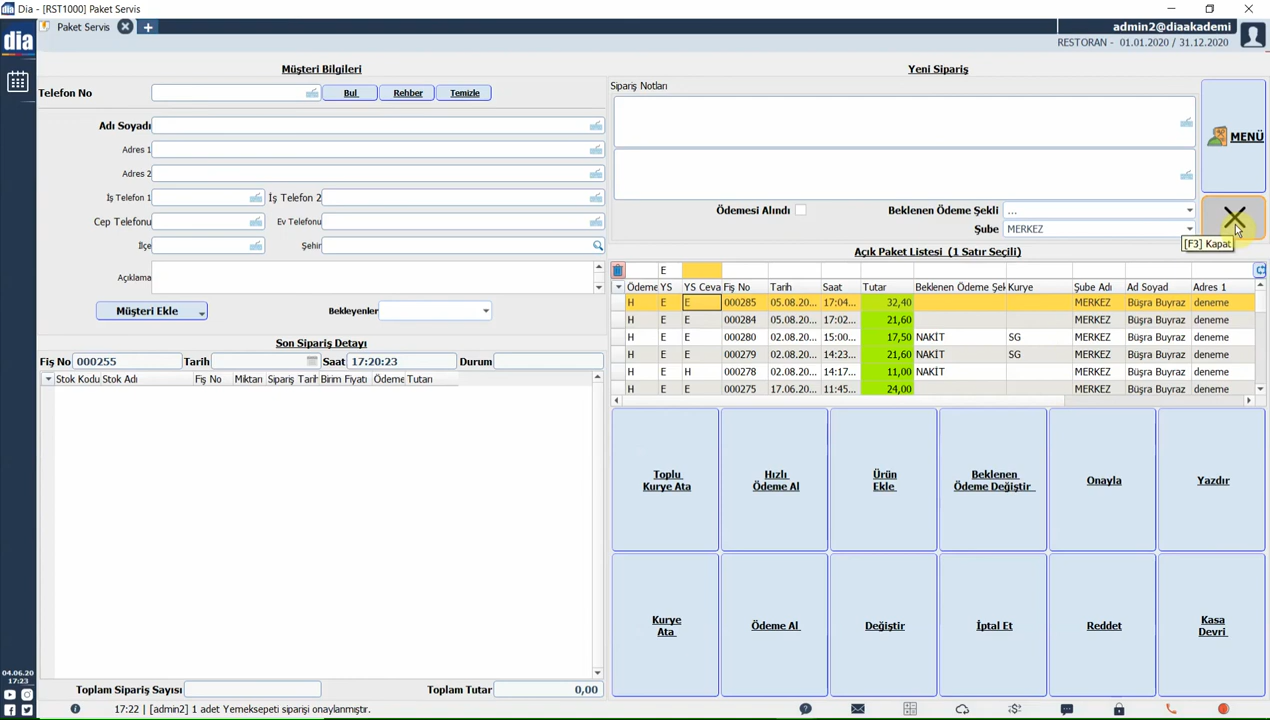 Dia - [RST1000] Paket Servis
dia
Paket Servis
admin2@diaakademi
RESTORAN - 01.01.2020 / 31.12.2020
Müşteri Bilgileri
Telefon No
Bul
Rehber
Temizle
Adı Soyadı
Adres 1
Adres 2
İş Telefon 1
İş Telefon 2
Cep Telefonu
Ev Telefonu
İlçe
Şehir
Açıklama
Müşteri Ekle
Bekleyenler
Son Sipariş Detayı
Fiş No 000255 Tarih Saat 17:20:23 Durum
Stok Kodu Stok Adı Fiş No Miktarı Sipariş Tarih Birim Fiyatı Ödeme Tutarı
Toplam Sipariş Sayısı
Toplam Tutar 0,00
Yeni Sipariş
Sipariş Notları
MENÜ
Ödemesi Alındı
Beklenen Ödeme Şekli ...
Şube MERKEZ
[F3] Kapat
Açık Paket Listesi (1 Satır Seçili)
E
Ödeme YS YS Ceva Fiş No Tarih Saat Tutar Beklenen Ödeme Şek Kurye Şube Adı Ad Soyad Adres 1
H E E 000285 05.08.20... 17:04... 32,40 MERKEZ Büşra Buyraz deneme
H E E 000284 05.08.20... 17:02... 21,60 MERKEZ Büşra Buyraz deneme
H E E 000280 02.08.20... 15:00... 17,50 NAKİT SG MERKEZ Büşra Buyraz deneme
H E E 000279 02.08.20... 14:23... 21,60 NAKİT SG MERKEZ Büşra Buyraz deneme
H E H 000278 02.08.20... 14:17... 11,00 NAKİT MERKEZ Büşra Buyraz deneme
H E E 000275 17.06.20... 11:45... 24,00 MERKEZ Büşra Buyraz deneme
Toplu
Kurye Ata
Hızlı
Ödeme Al
Ürün
Ekle
Beklenen
Ödeme Değiştir
Onayla
Yazdır
Kurye
Ata
Ödeme Al
Değiştir
İptal Et
Reddet
Kasa
Devri
04.06.20
17:23
17:22 | [admin2] 1 adet Yemeksepeti siparişi onaylanmıştır.